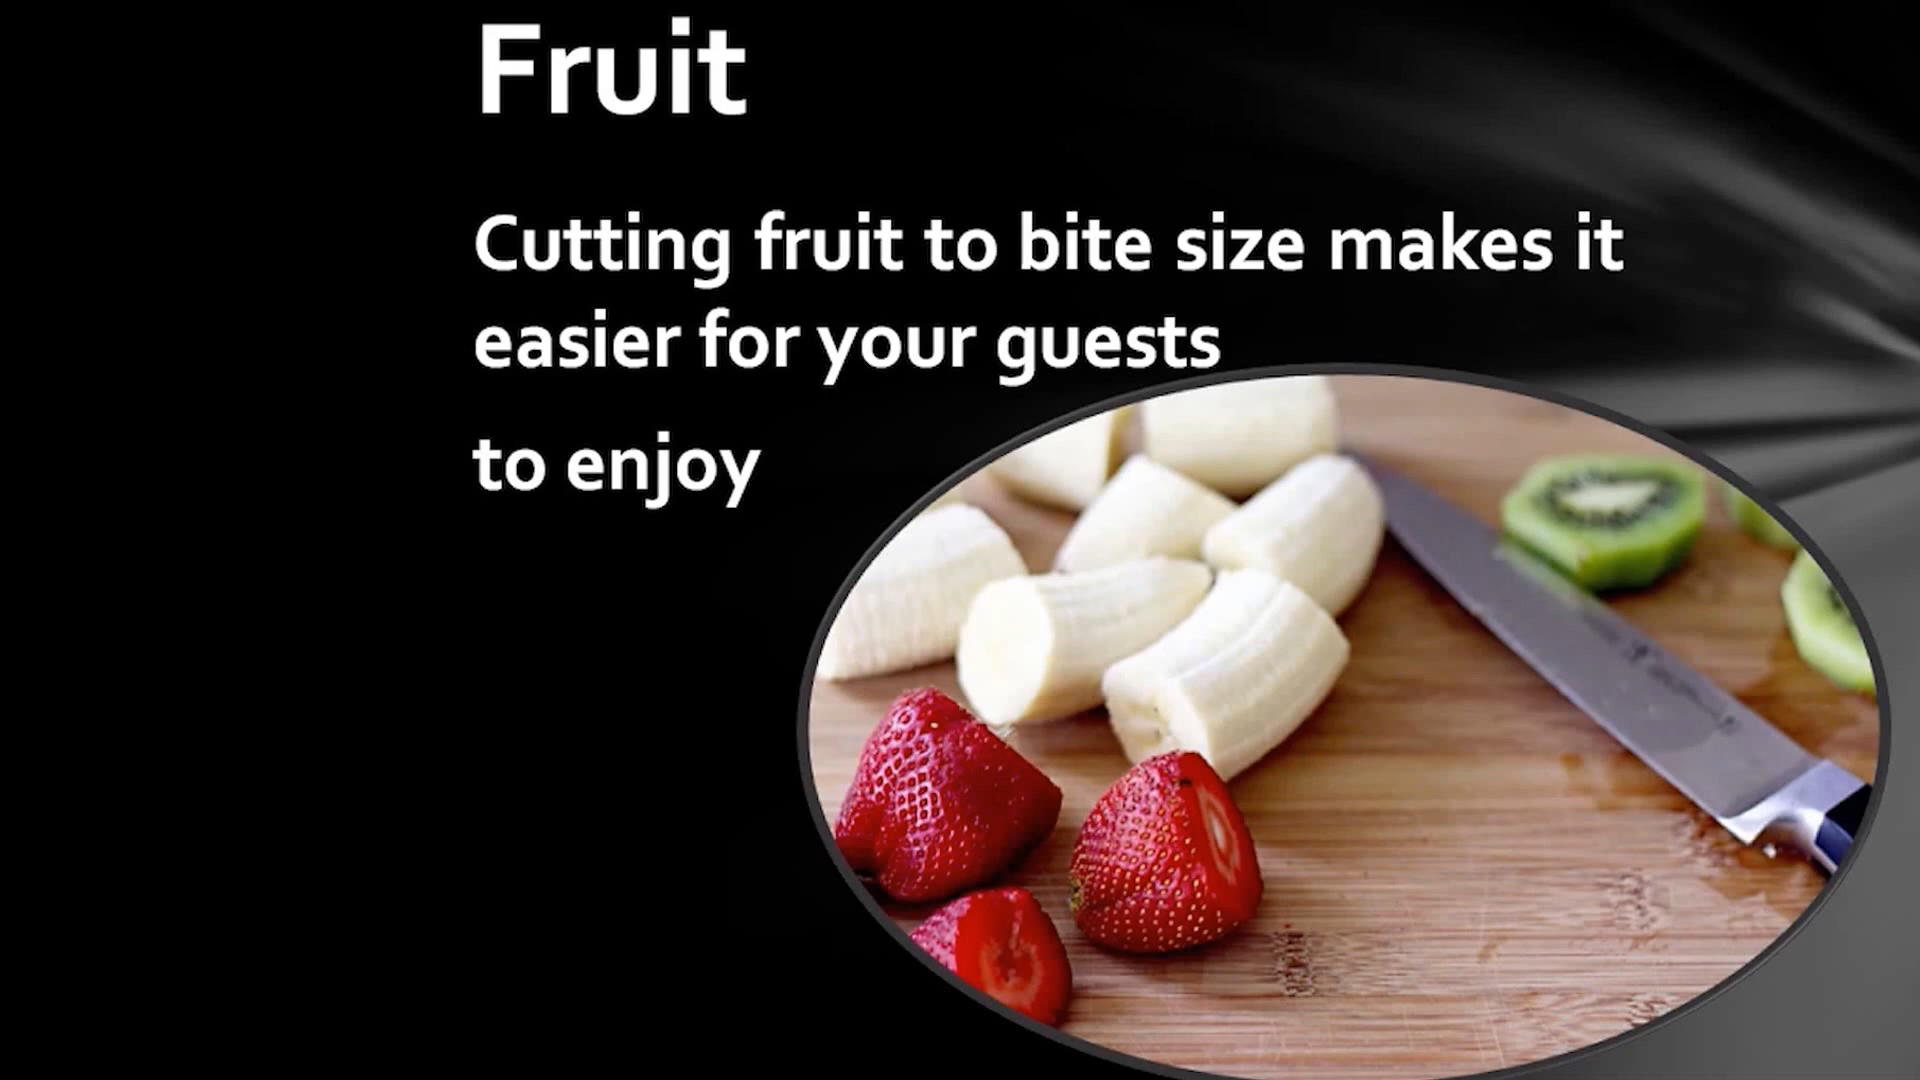 Fruit
Cutting fruit to bite size makes it
easier for your guests
to enjoy